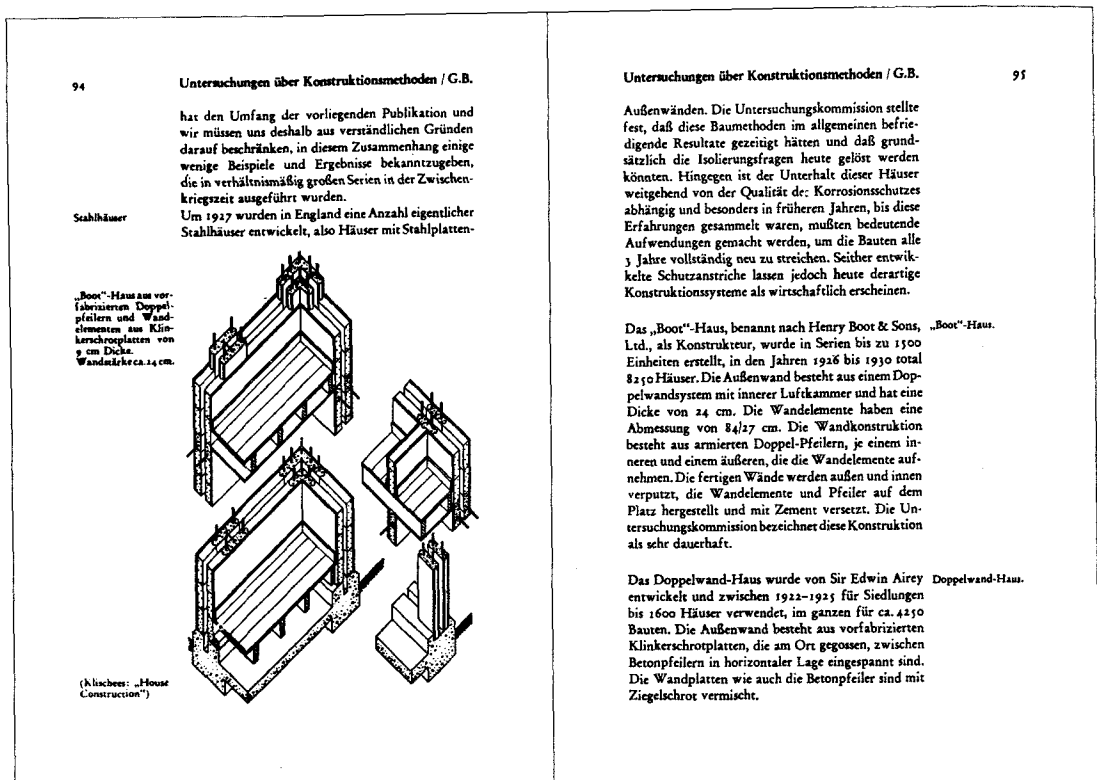 94
Untersuchungen über Konstruktionsmethoden / G.B.
hat den Umfang der vorliegenden Publikation und
wir müssen uns deshalb aus verständlichen Gründen
darauf beschränken, in diesem Zusammenhang einige
wenige Beispiele und Ergebnisse bekanntzugeben,
die in verhältnismäßig großen Serien in der Zwischen-
kriegszeit ausgeführt wurden.
Stahlhäuser
Um 1927 wurden in England eine Anzahl eigentlicher
Stahlhäuser entwickelt, also Häuser mit Stahlplatten-
„Boot“-Haus aus vor-
fabrizierten Doppel-
pfeilern und Wand-
elementen aus Klin-
kerschrotplatten von
9 cm Dicke.
Wandstärke ca. 24 cm.
(Klischees: „House
Construction“)
Untersuchungen über Konstruktionsmethoden / G.B.
95
Außenwänden. Die Untersuchungskommission stellte
fest, daß diese Baumethoden im allgemeinen befrie-
digende Resultate gezeitigt hätten und daß grund-
sätzlich die Isolierungsfragen heute gelöst werden
könnten. Hingegen ist der Unterhalt dieser Häuser
weitgehend von der Qualität des Korrosionsschutzes
abhängig und besonders in früheren Jahren, bis diese
Erfahrungen gesammelt waren, mußten bedeutende
Aufwendungen gemacht werden, um die Bauten alle
3 Jahre vollständig neu zu streichen. Seither entwik-
kelte Schutzanstriche lassen jedoch heute derartige
Konstruktionssysteme als wirtschaftlich erscheinen.
Das „Boot“-Haus, benannt nach Henry Boot & Sons,
Ltd., als Konstrukteur, wurde in Serien bis zu 1500
Einheiten erstellt, in den Jahren 1926 bis 1930 total
8250 Häuser. Die Außenwand besteht aus einem Dop-
pelwandsystem mit innerer Luftkammer und hat eine
Dicke von 24 cm. Die Wandelemente haben eine
Abmessung von 84/27 cm. Die Wandkonstruktion
besteht aus armierten Doppel-Pfeilern, je einem in-
neren und einem äußeren, die die Wandelemente auf-
nehmen. Die fertigen Wände werden außen und innen
verputzt, die Wandelemente und Pfeiler auf dem
Platz hergestellt und mit Zement versetzt. Die Un-
tersuchungskommission bezeichnet diese Konstruktion
als sehr dauerhaft.
„Boot“-Haus.
Das Doppelwand-Haus wurde von Sir Edwin Airey
entwickelt und zwischen 1922–1925 für Siedlungen
bis 1600 Häuser verwendet, im ganzen für ca. 4250
Bauten. Die Außenwand besteht aus vorfabrizierten
Klinkerschrotplatten, die am Ort gegossen, zwischen
Betonpfeilern in horizontaler Lage eingespannt sind.
Die Wandplatten wie auch die Betonpfeiler sind mit
Ziegelschrot vermischt.
Doppelwand-Haus.